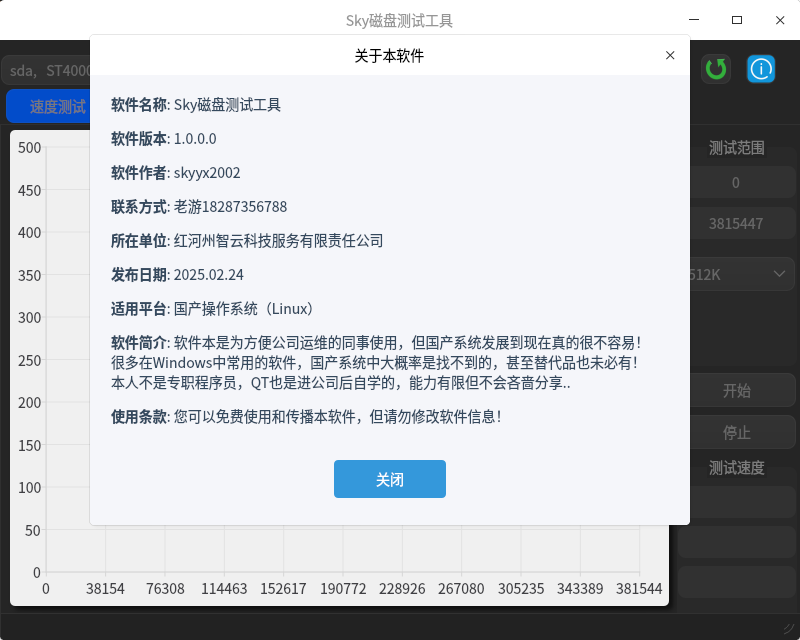 Sky磁盘测试工具
关于本软件
sda，ST4000
速度测试
软件名称: Sky磁盘测试工具
软件版本: 1.0.0.0
软件作者: skyyx2002
联系方式: 老游18287356788
所在单位: 红河州智云科技服务有限责任公司
发布日期: 2025.02.24
适用平台: 国产操作系统（Linux）
软件简介: 软件本是为方便公司运维的同事使用，但国产系统发展到现在真的很不容易！
很多在Windows中常用的软件，国产系统中大概率是找不到的，甚至替代品也未必有！
本人不是专职程序员，QT也是进公司后自学的，能力有限但不会吝啬分享..
使用条款: 您可以免费使用和传播本软件，但请勿修改软件信息！
关闭
测试范围
0
3815447
512K
开始
停止
测试速度
500
450
400
350
300
250
200
150
100
50
0
0 38154 76308 114463 152617 190772 228926 267080 305235 343389 381544